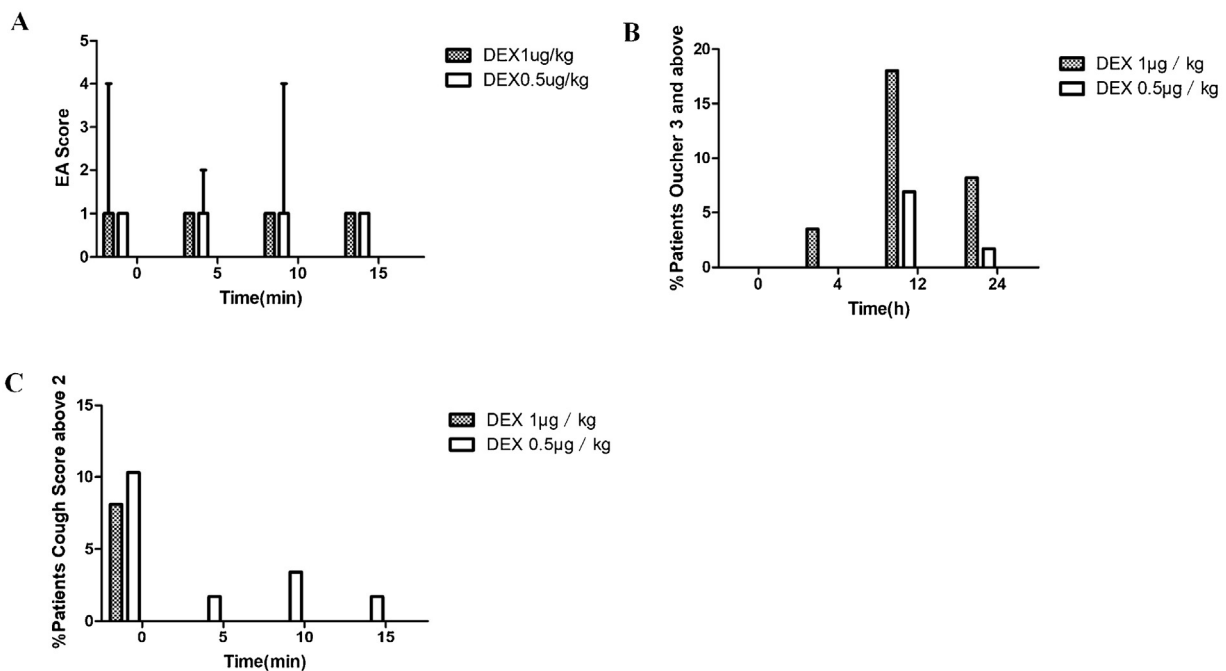 A
EA Score
5
4
3
2
1
0
0
5
10
15
Time(min)
DEX1ug/kg
DEX0.5ug/kg
B
%Patients Oucher 3 and above
20
15
10
5
0
0
4
12
24
Time(h)
DEX 1µg / kg
DEX 0.5µg / kg
C
%Patients Cough Score above 2
15
10
5
0
0
5
10
15
Time(min)
DEX 1µg / kg
DEX 0.5µg / kg